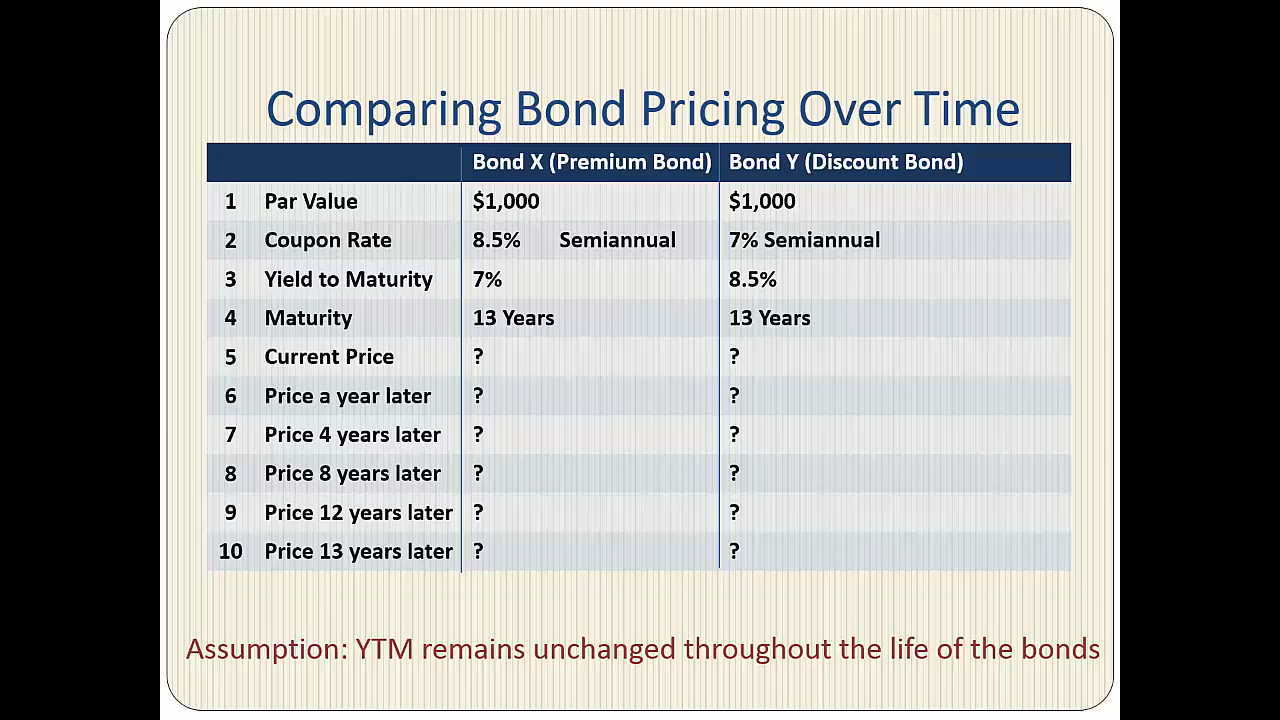 Comparing Bond Pricing Over Time
Bond X (Premium Bond) Bond Y (Discount Bond)
1 Par Value $1,000 $1,000
2 Coupon Rate 8.5% Semiannual 7% Semiannual
3 Yield to Maturity 7% 8.5%
4 Maturity 13 Years 13 Years
5 Current Price ? ?
6 Price a year later ? ?
7 Price 4 years later ? ?
8 Price 8 years later ? ?
9 Price 12 years later ? ?
10 Price 13 years later ? ?
Assumption: YTM remains unchanged throughout the life of the bonds